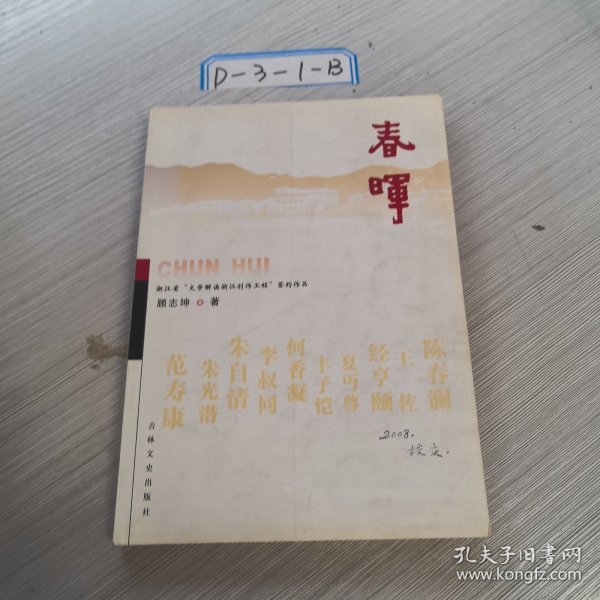 D-3-1-B
春
暉
CHUN HUI
浙江省“文学解读浙江创作工程”签约作品
顾志坤 著
陈春澜
王佐
经亨颐
夏丏尊
丰子恺
何香凝
李叔同
朱自清
朱光潜
范寿康
2008.
校庆.
吉林文史出版社
孔夫子旧书网
www.kongfz.com